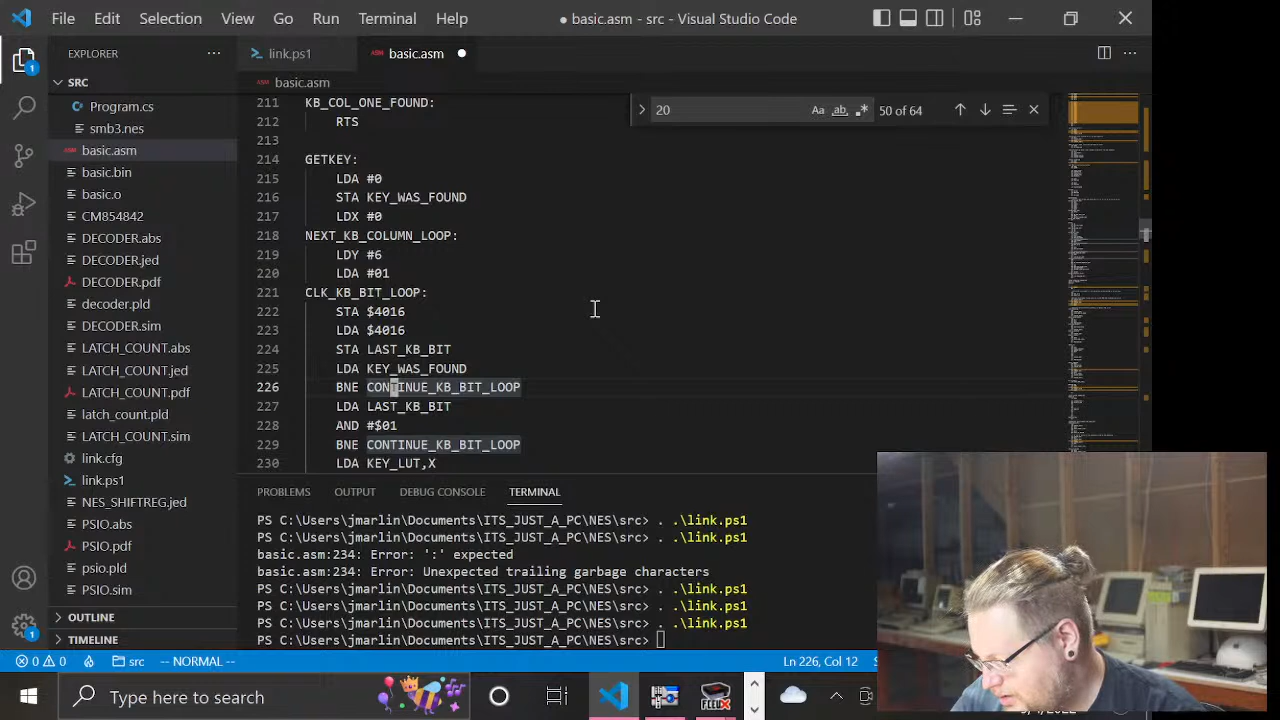 File Edit Selection View Go Run Terminal Help
basic.asm - src - Visual Studio Code
EXPLORER
link.ps1
ASM basic.asm
SRC
ASM basic.asm
Program.cs
smb3.nes
basic.asm
CM854842
DECODER.abs
DECODER.jed
DECODER.pdf
decoder.pld
DECODER.sim
LATCH_COUNT.abs
LATCH_COUNT.jed
LATCH_COUNT.pdf
latch_count.pld
LATCH_COUNT.sim
link.cfg
link.ps1
NES_SHIFTREG.jed
PSIO.abs
PSIO.pdf
psio.pld
PSIO.sim
OUTLINE
TIMELINE
20
Aa ab
50 of 64
211 KB_COL_ONE_FOUND:
212 RTS
213
214 GETKEY:
215 LDA #0
216 STA KEY_WAS_FOUND
217 LDX #0
218 NEXT_KB_COLUMN_LOOP:
219 LDY #6
220 LDA #01
221 CLK_KB_BIT_LOOP:
222
223
224 STA LAST_KB_BIT
225 LDA KEY_WAS_FOUND
226 BNE CONTINUE_KB_BIT_LOOP
227 LDA LAST_KB_BIT
228 AND #$01
229 BNE CONTINUE_KB_BIT_LOOP
230 LDA KEY_LUT,X
PROBLEMS OUTPUT DEBUG CONSOLE TERMINAL
PS C:\Users\jmarlin\Documents\ITS_JUST_A_PC\NES\src> . .\link.ps1
PS C:\Users\jmarlin\Documents\ITS_JUST_A_PC\NES\src> . .\link.ps1
basic.asm:234: Error: ':' expected
basic.asm:234: Error: Unexpected trailing garbage characters
PS C:\Users\jmarlin\Documents\ITS_JUST_A_PC\NES\src> . .\link.ps1
PS C:\Users\jmarlin\Documents\ITS_JUST_A_PC\NES\src> . .\link.ps1
PS C:\Users\jmarlin\Documents\ITS_JUST_A_PC\NES\src> . .\link.ps1
PS C:\Users\jmarlin\Documents\ITS_JUST_A_PC\NES\src>
0 0 src -- NORMAL --
Ln 226, Col 12
Type here to search